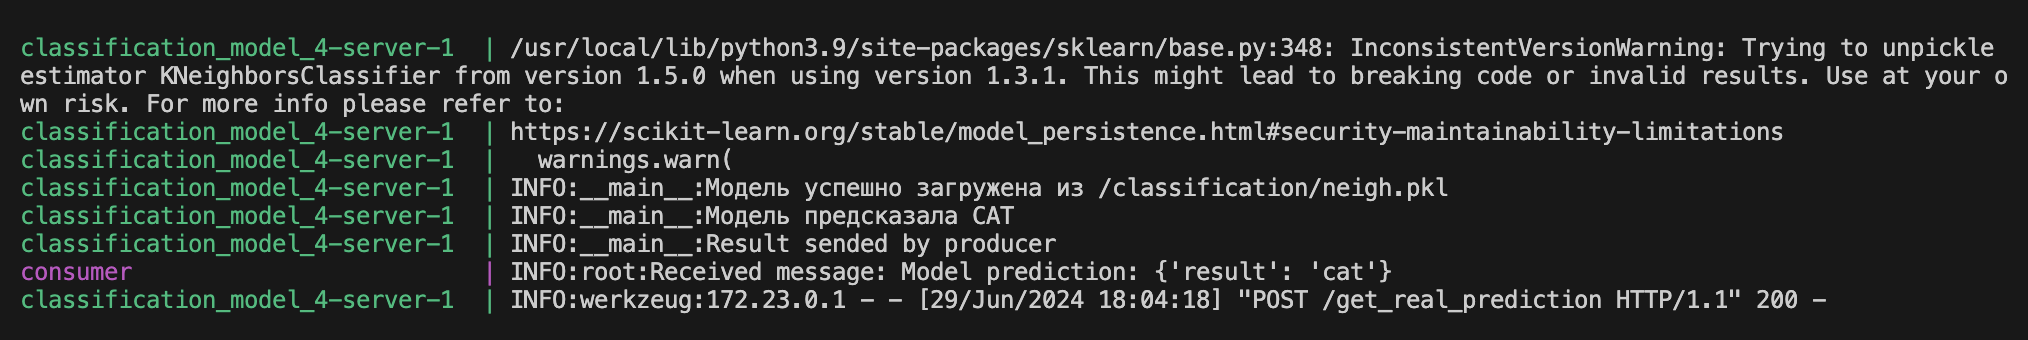 classification_model_4-server-1  | /usr/local/lib/python3.9/site-packages/sklearn/base.py:348: InconsistentVersionWarning: Trying to unpickle
estimator KNeighborsClassifier from version 1.5.0 when using version 1.3.1. This might lead to breaking code or invalid results. Use at your o
wn risk. For more info please refer to:
classification_model_4-server-1  | https://scikit-learn.org/stable/model_persistence.html#security-maintainability-limitations
classification_model_4-server-1  |   warnings.warn(
classification_model_4-server-1  | INFO:__main__:Модель успешно загружена из /classification/neigh.pkl
classification_model_4-server-1  | INFO:__main__:Модель предсказала CAT
classification_model_4-server-1  | INFO:__main__:Result sended by producer
consumer                         | INFO:root:Received message: Model prediction: {'result': 'cat'}
classification_model_4-server-1  | INFO:werkzeug:172.23.0.1 - - [29/Jun/2024 18:04:18] "POST /get_real_prediction HTTP/1.1" 200 -